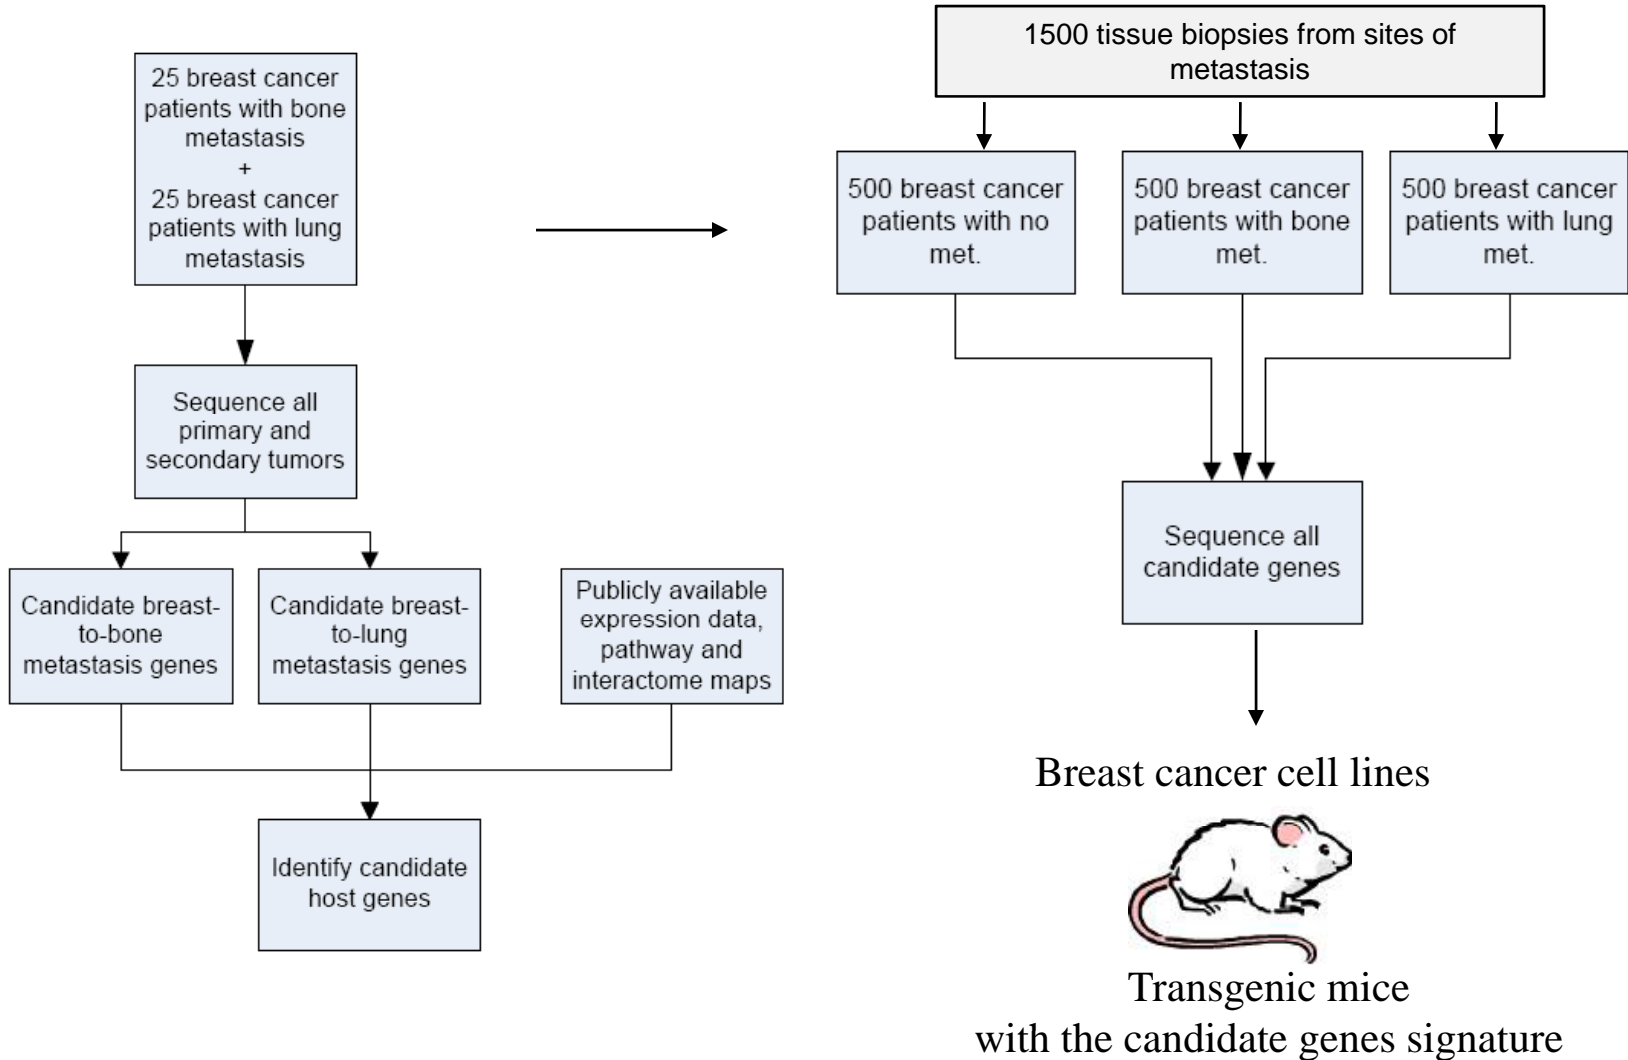 25 breast cancer
patients with bone
metastasis
+
25 breast cancer
patients with lung
metastasis
Sequence all
primary and
secondary tumors
Candidate breast-
to-bone
metastasis genes
Candidate breast-
to-lung
metastasis genes
Publicly available
expression data,
pathway and
interactome maps
Identify candidate
host genes
1500 tissue biopsies from sites of
metastasis
500 breast cancer
patients with no
met.
500 breast cancer
patients with bone
met.
500 breast cancer
patients with lung
met.
Sequence all
candidate genes
Breast cancer cell lines
Transgenic mice
with the candidate genes signature